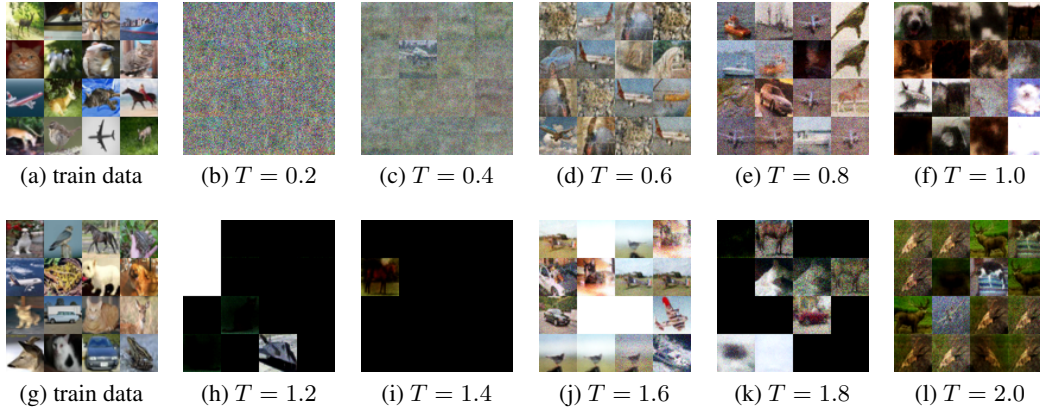 (a) train data (b) T = 0.2 (c) T = 0.4 (d) T = 0.6 (e) T = 0.8 (f) T = 1.0
(g) train data (h) T = 1.2 (i) T = 1.4 (j) T = 1.6 (k) T = 1.8 (l) T = 2.0